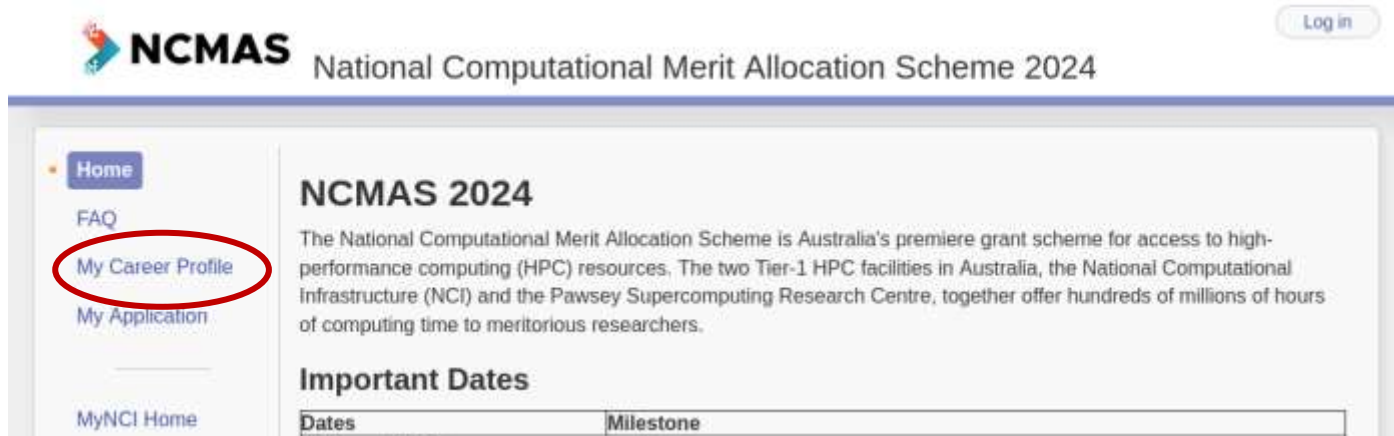 Log in
NCMAS National Computational Merit Allocation Scheme 2024
Home
FAQ
My Career Profile
My Application
MyNCI Home
NCMAS 2024
The National Computational Merit Allocation Scheme is Australia's premiere grant scheme for access to high-
performance computing (HPC) resources. The two Tier-1 HPC facilities in Australia, the National Computational
Infrastructure (NCI) and the Pawsey Supercomputing Research Centre, together offer hundreds of millions of hours
of computing time to meritorious researchers.
Important Dates
Dates Milestone